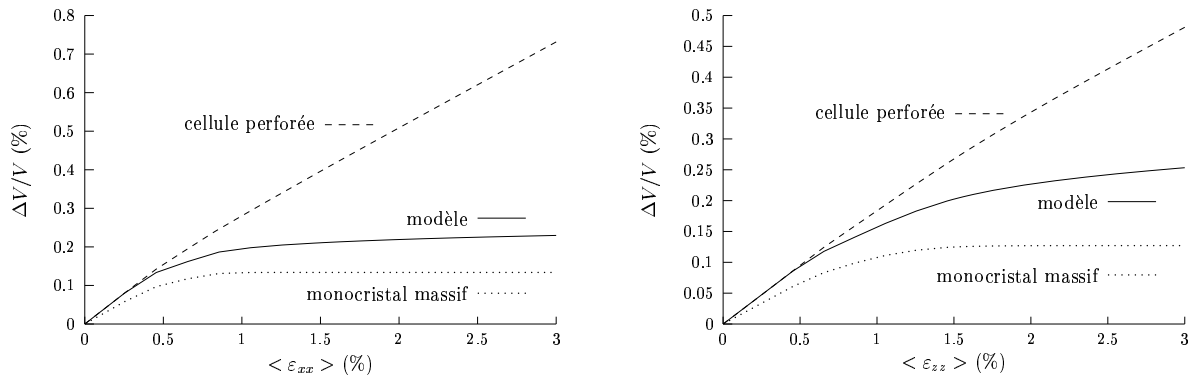 0.8
0.7
0.6
0.5
0.4
0.3
0.2
0.1
0
ΔV/V (%)
cellule perforée
modèle
monocristal massif
0 0.5 1 1.5 2 2.5 3
< εxx > (%)
0.5
0.45
0.4
0.35
0.3
0.25
0.2
0.15
0.1
0.05
0
ΔV/V (%)
cellule perforée
modèle
monocristal massif
0 0.5 1 1.5 2 2.5 3
< εzz > (%)